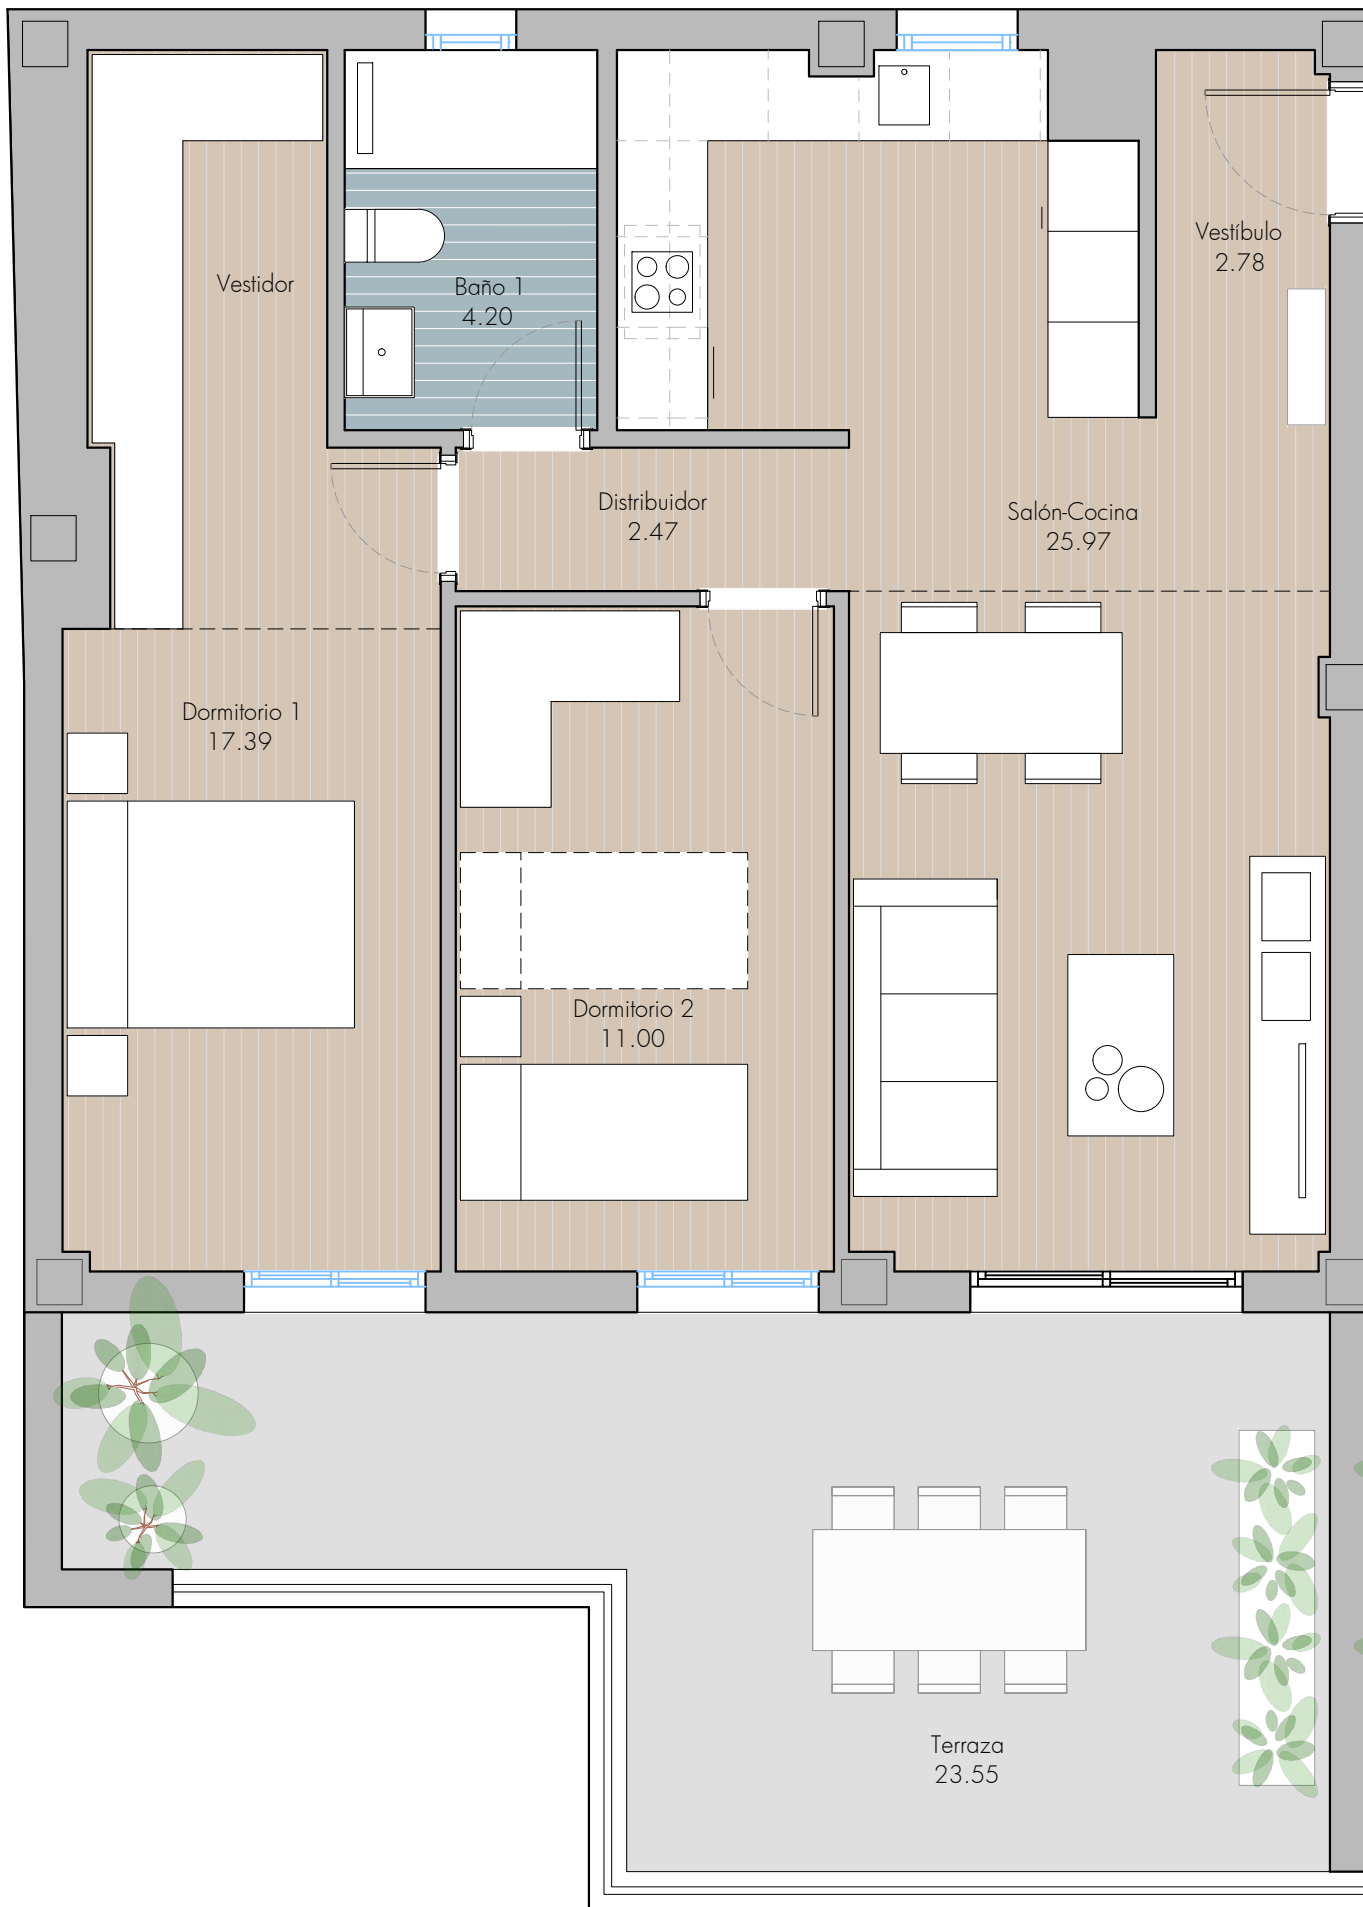 Vestíbulo
2.78
Vestidor
Baño 1
4.20
Distribuidor
2.47
Salón-Cocina
25.97
Dormitorio 1
17.39
Dormitorio 2
11.00
Terraza
23.55